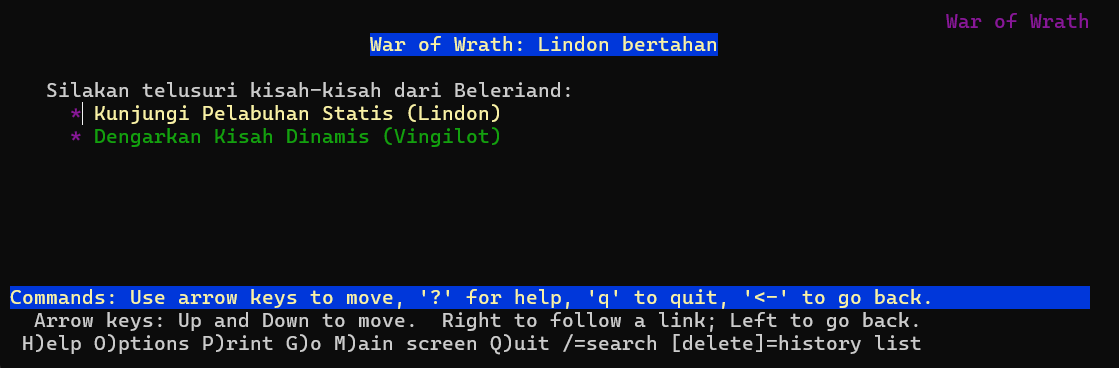 War of Wrath
War of Wrath: Lindon bertahan
Silakan telusuri kisah-kisah dari Beleriand:
* Kunjungi Pelabuhan Statis (Lindon)
* Dengarkan Kisah Dinamis (Vingilot)
Commands: Use arrow keys to move, '?' for help, 'q' to quit, '<-' to go back.
Arrow keys: Up and Down to move.  Right to follow a link; Left to go back.
H)elp O)ptions P)rint G)o M)ain screen Q)uit /=search [delete]=history list